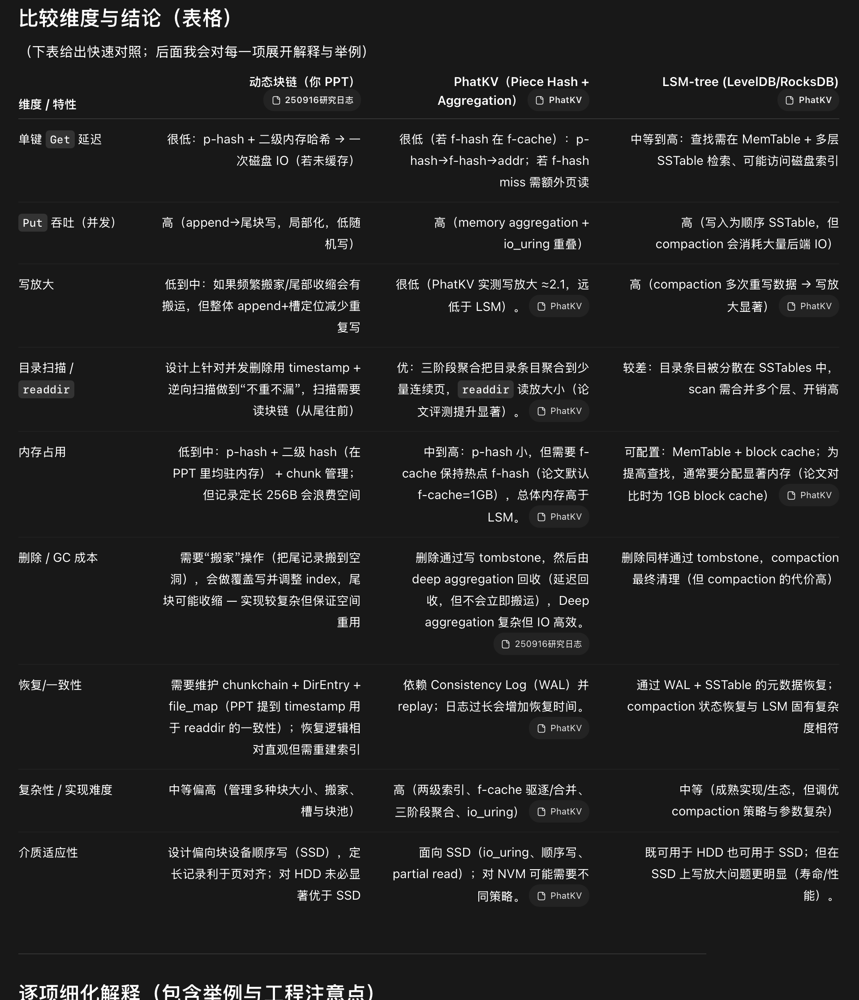 比较维度与结论（表格）
（下表给出快速对照；后面我会对每一项展开解释与举例）
维度 / 特性
动态块链（你 PPT）
250916研究日志
PhatKV（Piece Hash +
Aggregation） PhatKV
LSM-tree (LevelDB/RocksDB)
PhatKV
单键 Get 延迟
很低：p-hash + 二级内存哈希 → 一
次磁盘 IO（若未缓存）
很低（若 f-hash 在 f-cache）：p-
hash→f-hash→addr；若 f-hash
miss 需额外页读
中等到高：查找需在 MemTable + 多层
SSTable 检索、可能访问磁盘索引
Put 吞吐（并发）
高（append→尾块写，局部化，低随
机写）
高（memory aggregation +
io_uring 重叠）
高（写入为顺序 SSTable，但
compaction 会消耗大量后端 IO）
写放大
低到中：如果频繁搬家/尾部收缩会有
搬运，但整体 append+槽定位减少重
复写
很低（PhatKV 实测写放大 ≈2.1，远
低于 LSM）。 PhatKV
高（compaction 多次重写数据 → 写放
大显著） PhatKV
目录扫描 /
readdir
设计上针对并发删除用 timestamp +
逆向扫描做到“不重不漏”，扫描需要
读块链（从尾往前）
优：三阶段聚合把目录条目聚合到少
量连续页，readdir 读放大小（论
文评测提升显著）。 PhatKV
较差：目录条目被分散在 SSTables 中，
scan 需合并多个层、开销高
内存占用
低到中：p-hash + 二级 hash（在
PPT 里均驻内存） + chunk 管理；
但记录定长 256B 会浪费空间
中到高：p-hash 小，但需要 f-
cache 保持热点 f-hash（论文默认
f-cache=1GB），总体内存高于
LSM。 PhatKV
可配置：MemTable + block cache；为
提高查找，通常要分配显著内存（论文对
比时为 1GB block cache） PhatKV
删除 / GC 成本
需要“搬家”操作（把尾记录搬到空
洞），会做覆盖写并调整 index，尾
块可能收缩 — 实现较复杂但保证空间
重用
删除通过写 tombstone，然后由
deep aggregation 回收（延迟回
收，但不会立即搬运），Deep
aggregation 复杂但 IO 高效。
250916研究日志
删除同样通过 tombstone，compaction
最终清理（但 compaction 的代价高）
恢复/一致性
需要维护 chunkchain + DirEntry +
file_map（PPT 提到 timestamp 用
于 readdir 的一致性）；恢复逻辑相
对直观但需重建索引
依赖 Consistency Log（WAL）并
replay；日志过长会增加恢复时间。
PhatKV
通过 WAL + SSTable 的元数据恢复；
compaction 状态恢复与 LSM 固有复杂
度相符
复杂性 / 实现难度
中等偏高（管理多种块大小、搬家、
槽与块池）
高（两级索引、f-cache 驱逐/合并、
三阶段聚合、io_uring） PhatKV
中等（成熟实现/生态，但调优
compaction 策略与参数复杂）
介质适应性
设计偏向块设备顺序写（SSD），定
长记录利于页对齐；对 HDD 未必显
著优于 SSD
面向 SSD（io_uring、顺序写、
partial read）；对 NVM 可能需要不
同策略。 PhatKV
既可用于 HDD 也可用于 SSD；但在
SSD 上写放大问题更明显（寿命/性
能）。
逐项细化解释（包含举例与工程注意点）